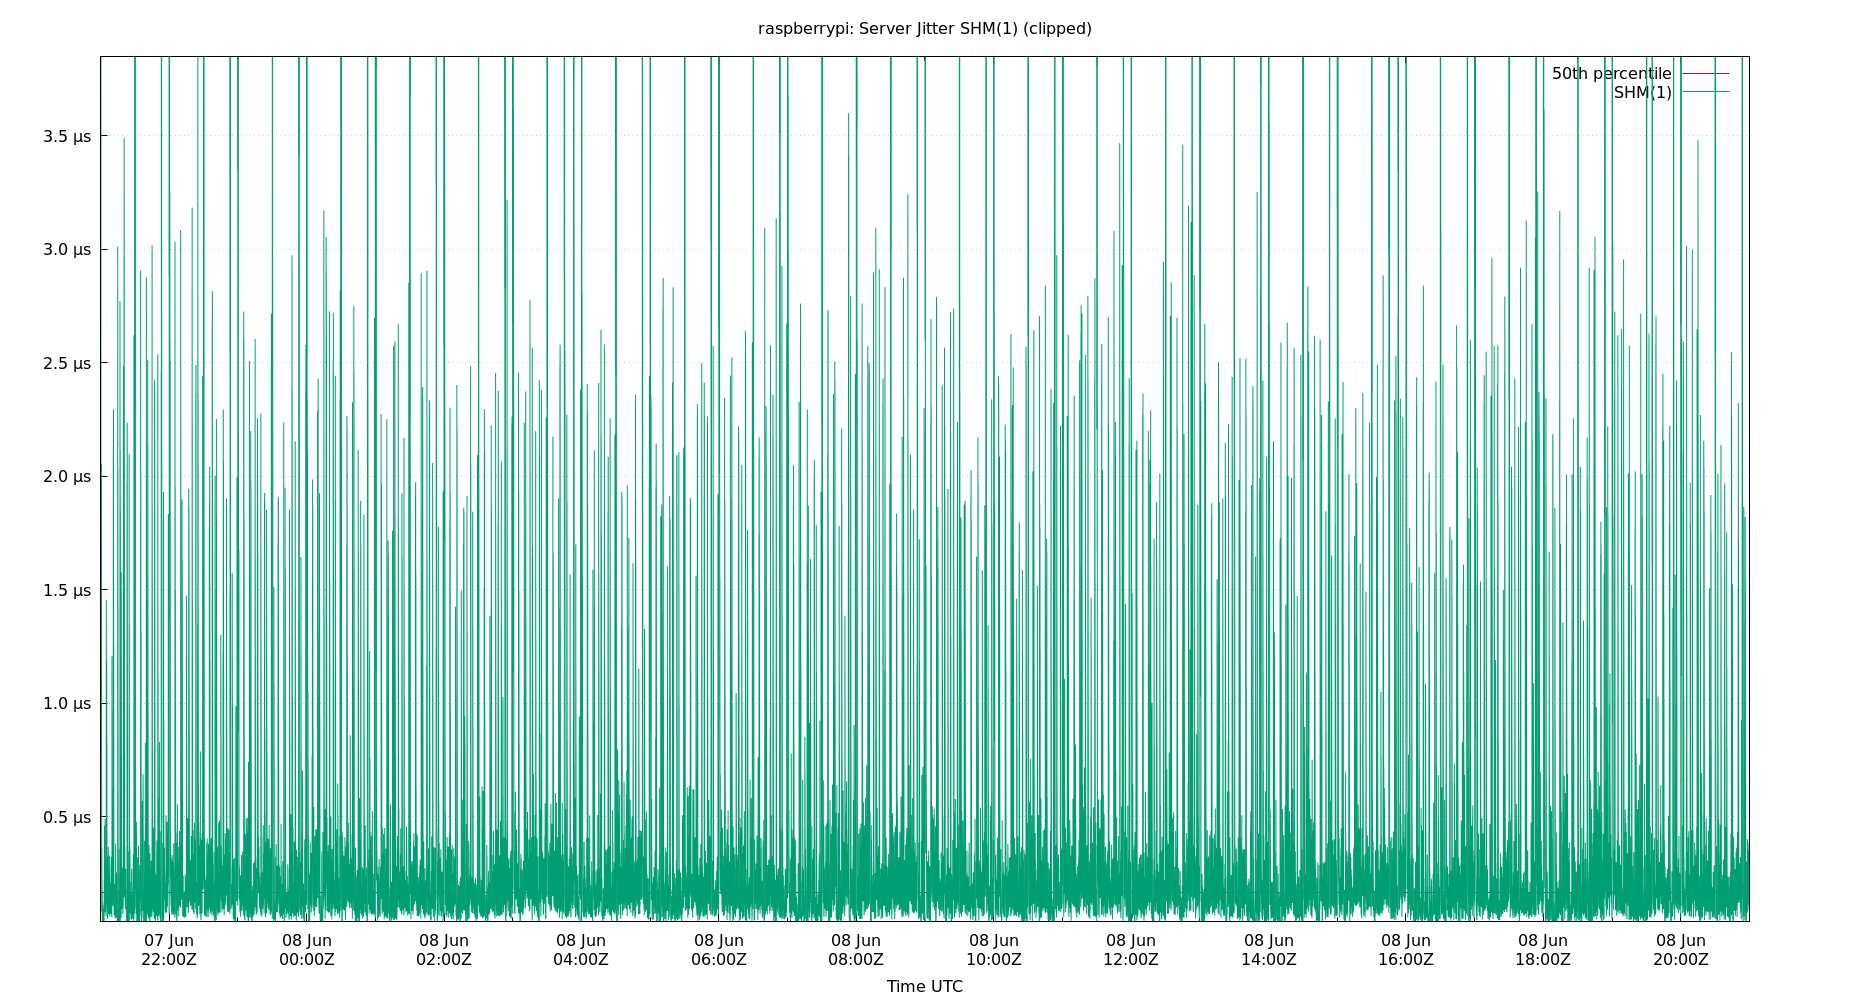 raspberrypi: Server Jitter SHM(1) (clipped)
50th percentile
SHM(1)
3.5 µs
3.0 µs
2.5 µs
2.0 µs
1.5 µs
1.0 µs
0.5 µs
07 Jun 08 Jun 08 Jun 08 Jun 08 Jun 08 Jun 08 Jun 08 Jun 08 Jun 08 Jun 08 Jun 08 Jun
22:00Z 00:00Z 02:00Z 04:00Z 06:00Z 08:00Z 10:00Z 12:00Z 14:00Z 16:00Z 18:00Z 20:00Z
Time UTC